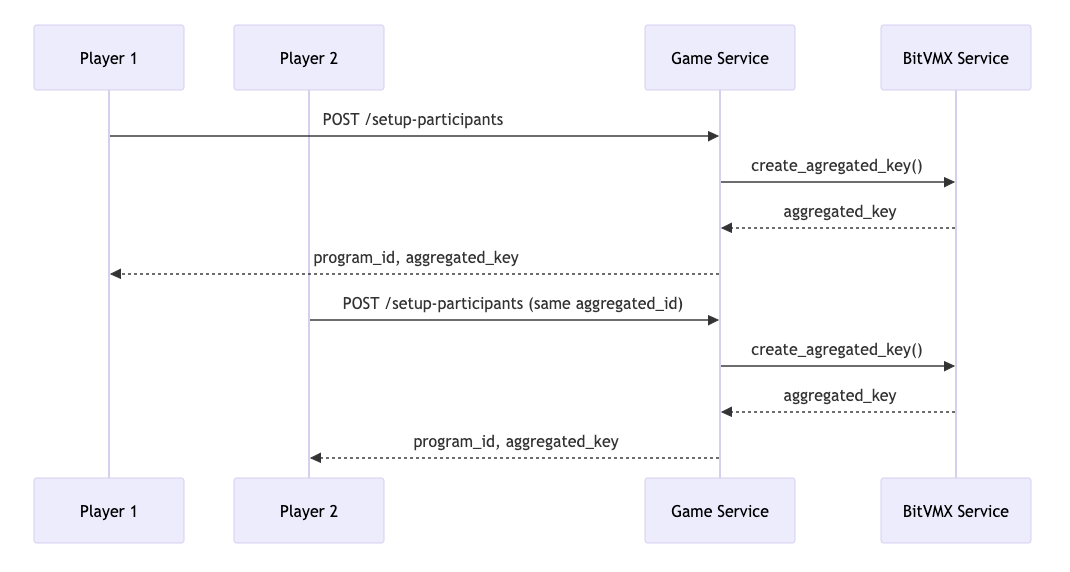 Player 1
Player 2
Game Service
BitVMX Service
POST /setup-participants
create_agregated_key()
aggregated_key
program_id, aggregated_key
POST /setup-participants (same aggregated_id)
create_agregated_key()
aggregated_key
program_id, aggregated_key
Player 1
Player 2
Game Service
BitVMX Service